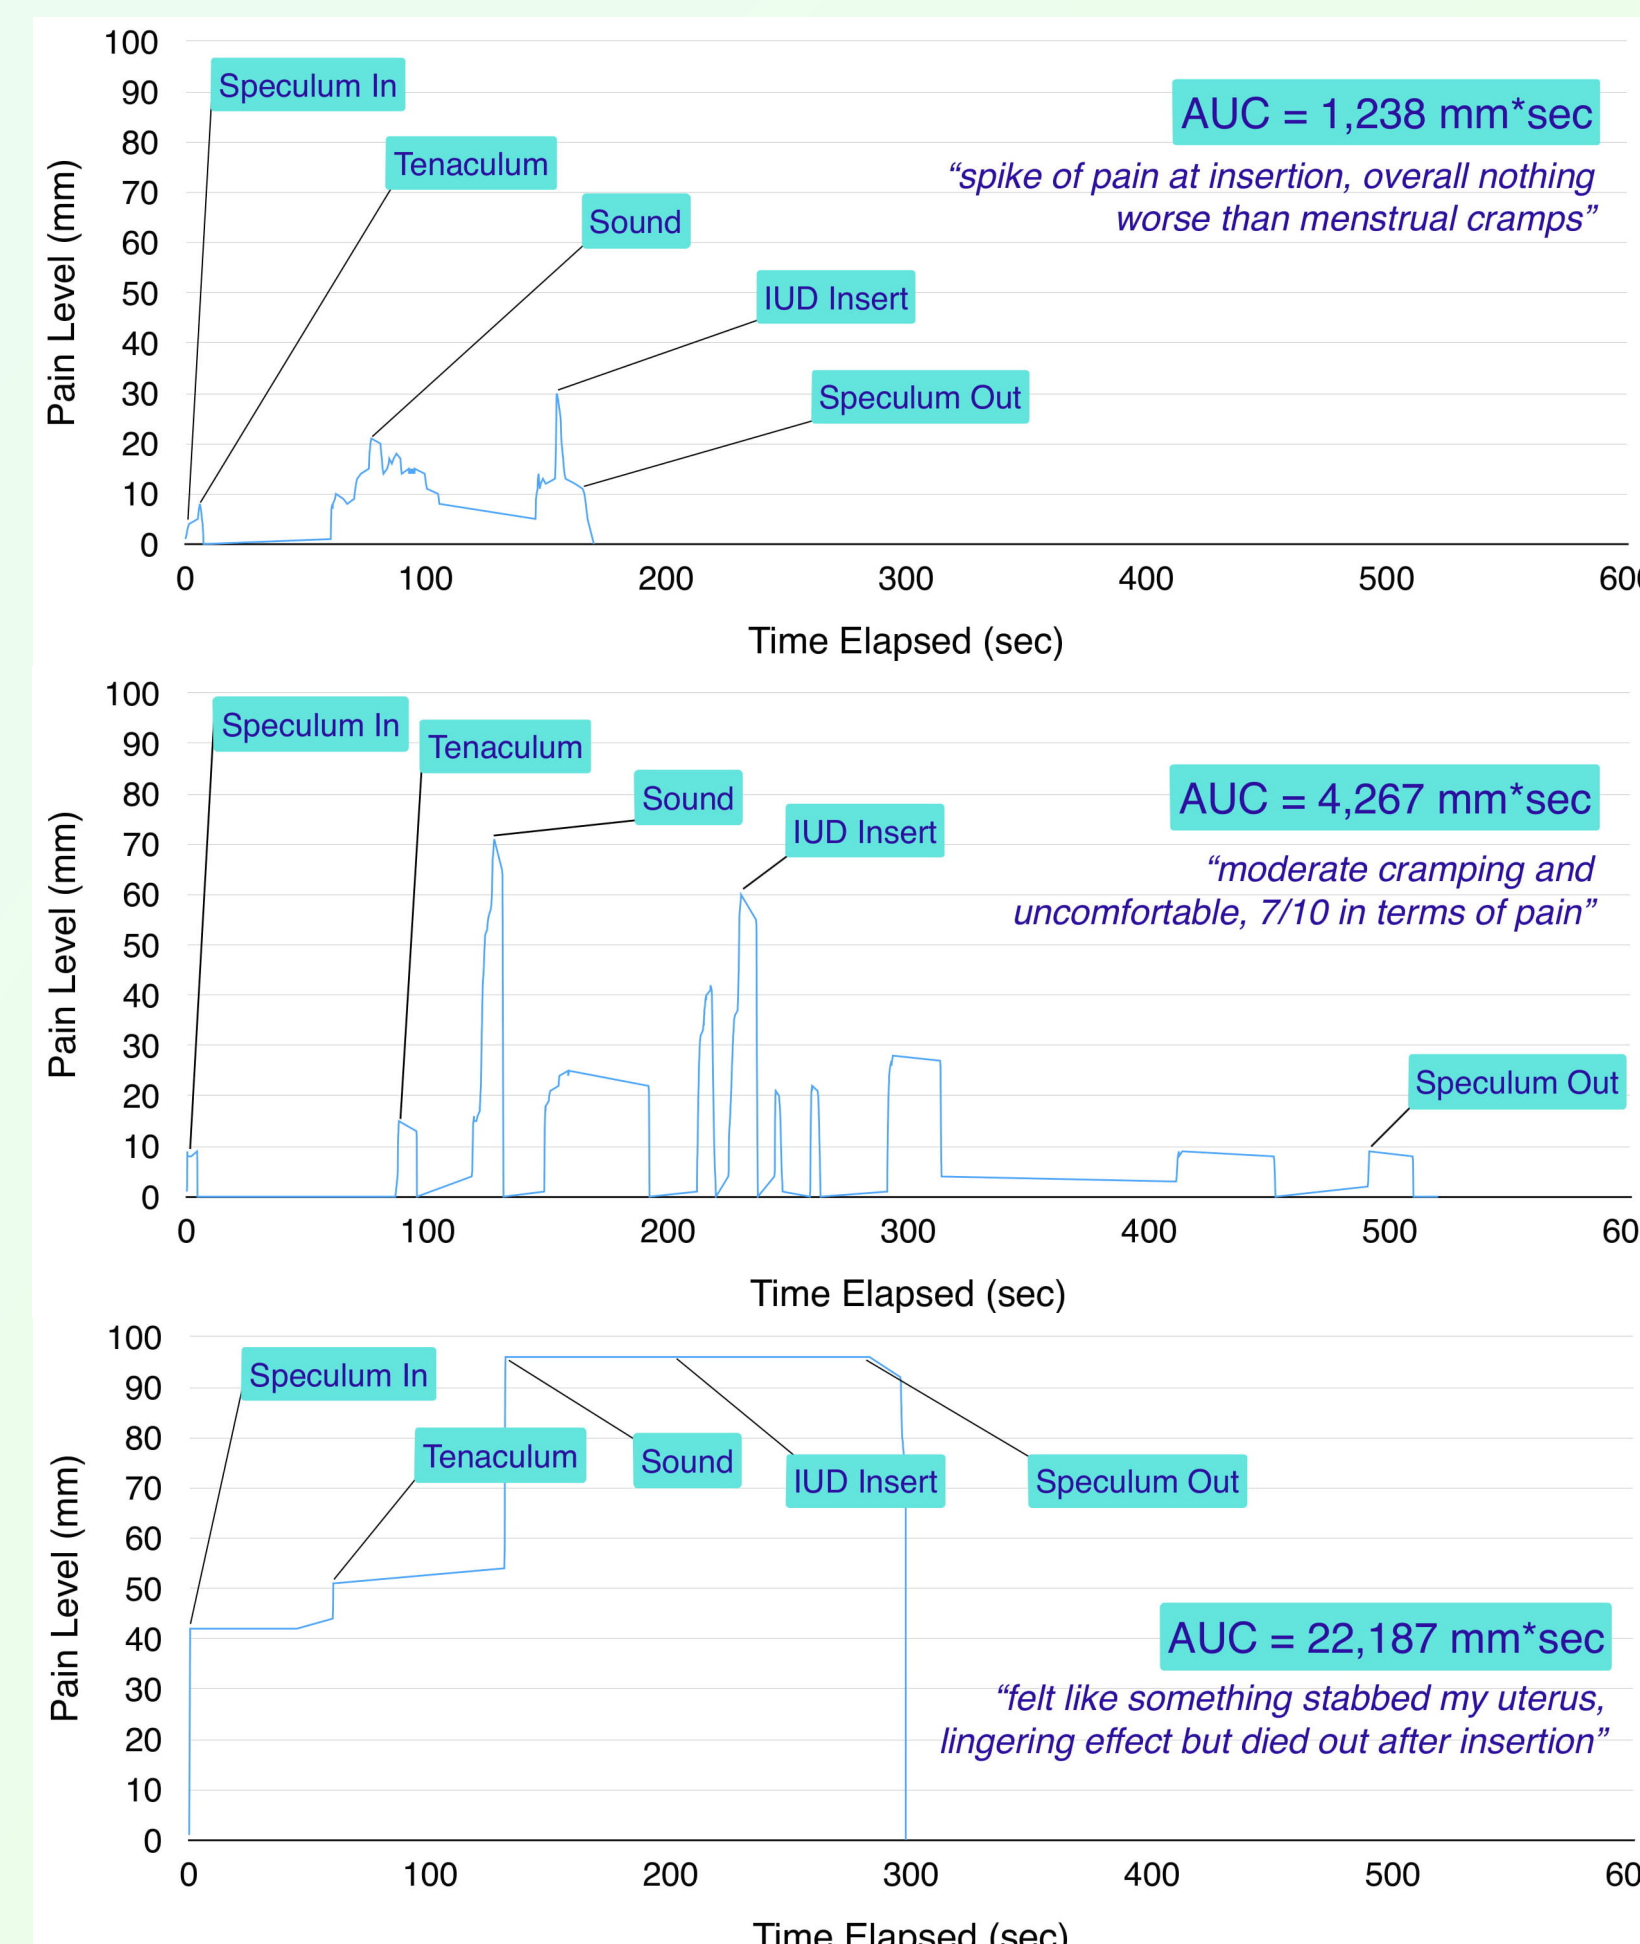 100
90
80
70
60
50
40
30
20
10
0
Pain Level (mm)
Speculum In
Tenaculum
Sound
IUD Insert
Speculum Out
AUC = 1,238 mm*sec
“spike of pain at insertion, overall nothing
worse than menstrual cramps”
0 100 200 300 400 500 600
Time Elapsed (sec)
100
90
80
70
60
50
40
30
20
10
0
Pain Level (mm)
Speculum In
Tenaculum
Sound
IUD Insert
Speculum Out
AUC = 4,267 mm*sec
“moderate cramping and
uncomfortable, 7/10 in terms of pain”
0 100 200 300 400 500 60
Time Elapsed (sec)
100
90
80
70
60
50
40
30
20
10
0
Pain Level (mm)
Speculum In
Tenaculum
Sound
IUD Insert
Speculum Out
AUC = 22,187 mm*sec
“felt like something stabbed my uterus,
lingering effect but died out after insertion”
0 100 200 300 400 500 60
Time Elapsed (sec)